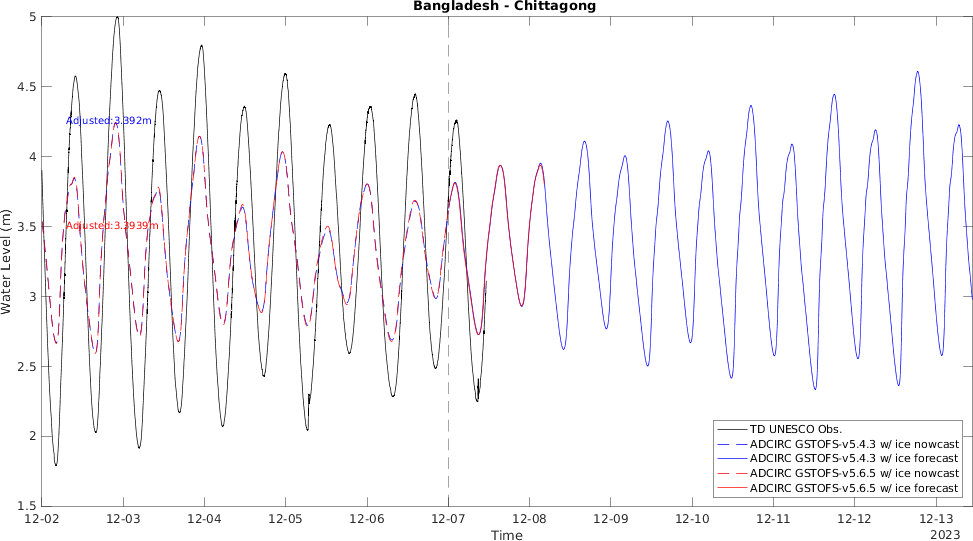 Bangladesh - Chittagong
5
4.5
4
3.5
3
2.5
2
1.5
Water Level (m)
Adjusted:3.392m
Adjusted:3.3939m
TD UNESCO Obs.
ADCIRC GSTOFS-v5.4.3 w/ ice nowcast
ADCIRC GSTOFS-v5.4.3 w/ ice forecast
ADCIRC GSTOFS-v5.6.5 w/ ice nowcast
ADCIRC GSTOFS-v5.6.5 w/ ice forecast
12-02 12-03 12-04 12-05 12-06 12-07 12-08 12-09 12-10 12-11 12-12 12-13
Time
2023